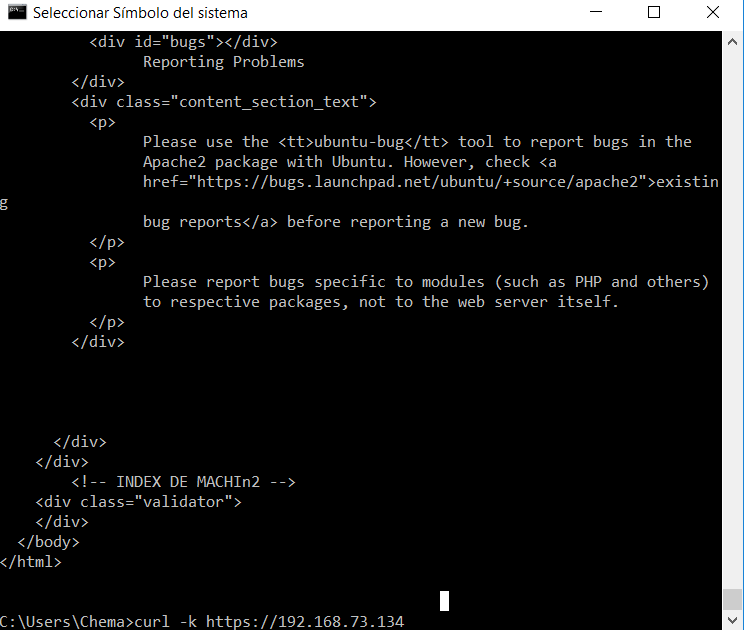 Seleccionar Símbolo del sistema
<div id="bugs"></div>
Reporting Problems
</div>
<div class="content_section_text">
<p>
Please use the <tt>ubuntu-bug</tt> tool to report bugs in the
Apache2 package with Ubuntu. However, check <a
href="https://bugs.launchpad.net/ubuntu/+source/apache2">existin
g
bug reports</a> before reporting a new bug.
</p>
<p>
Please report bugs specific to modules (such as PHP and others)
to respective packages, not to the web server itself.
</p>
</div>
</div>
</div>
<!-- INDEX DE MACHIn2 -->
<div class="validator">
</div>
</body>
</html>
C:\Users\Chema>curl -k https://192.168.73.134